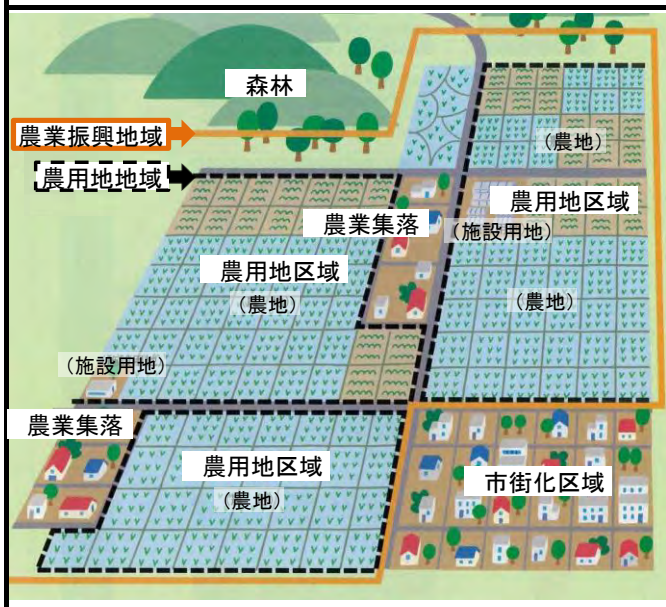 森林
農業振興地域
農用地地域
(農地)
農用地区域
農業集落
(施設用地)
農用地区域
(農地)
(農地)
(施設用地)
農業集落
農用地区域
(農地)
市街化区域